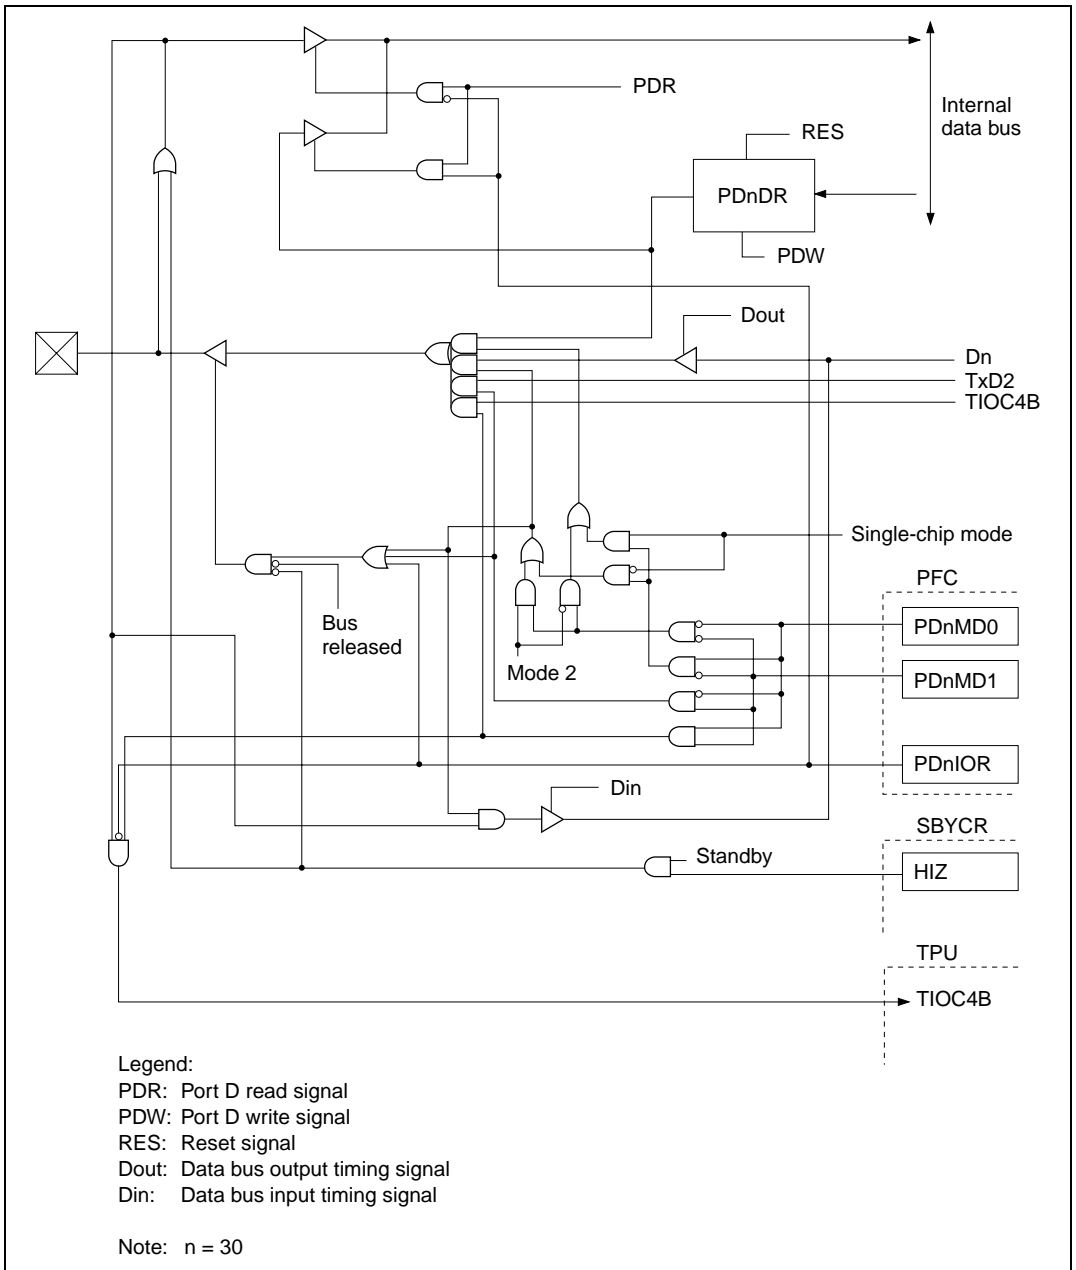 PDR
Internal
data bus
RES
PDnDR
PDW
Dout
Dn
TxD2
TIOC4B
Single-chip mode
PFC
PDnMD0
Bus
released
Mode 2
PDnMD1
PDnIOR
Din
SBYCR
Standby
HIZ
TPU
TIOC4B
Legend:
PDR: Port D read signal
PDW: Port D write signal
RES: Reset signal
Dout: Data bus output timing signal
Din: Data bus input timing signal
Note: n = 30